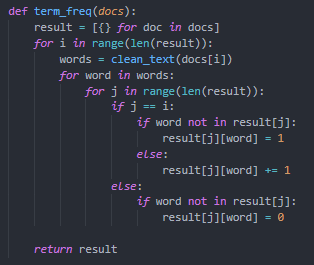 def term_freq(docs):
    result = [{} for doc in docs]
    for i in range(len(result)):
        words = clean_text(docs[i])
        for word in words:
            for j in range(len(result)):
                if j == i:
                    if word not in result[j]:
                        result[j][word] = 1
                    else:
                        result[j][word] += 1
                else:
                    if word not in result[j]:
                        result[j][word] = 0
    return result